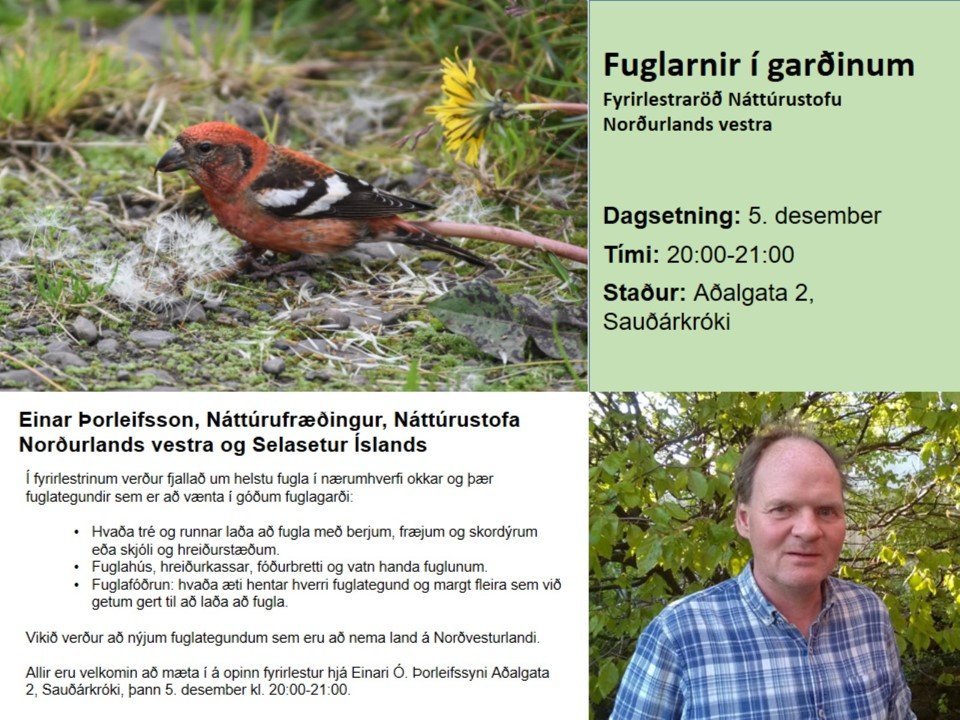 Fuglarnir í garðinum
Fyrirlestraröð Náttúrustofu
Norðurlands vestra
Dagsetning: 5. desember
Tími: 20:00-21:00
Staður: Aðalgata 2,
Sauðárkróki
Einar Þorleifsson, Náttúrufræðingur, Náttúrustofa
Norðurlands vestra og Selasetur Íslands
Í fyrirlestrinum verður fjallað um helstu fugla í nærumhverfi okkar og þær
fuglategundir sem er að vænta í góðum fuglagarði:
• Hvaða tré og runnar laða að fugla með berjum, fræjum og skordýrum
eða skjóli og hreiðurstæðum.
• Fuglahús, hreiðurkassar, fóðurbretti og vatn handa fuglunum.
• Fuglafóðrun: hvaða æti hentar hverri fuglategund og margt fleira sem við
getum gert til að laða að fugla.
Vikið verður að nýjum fuglategundum sem eru að nema land á Norðvesturlandi.
Allir eru velkomin að mæta í á opinn fyrirlestur hjá Einari Ó. Þorleifssyni Aðalgata
2, Sauðárkróki, þann 5. desember kl. 20:00-21:00.